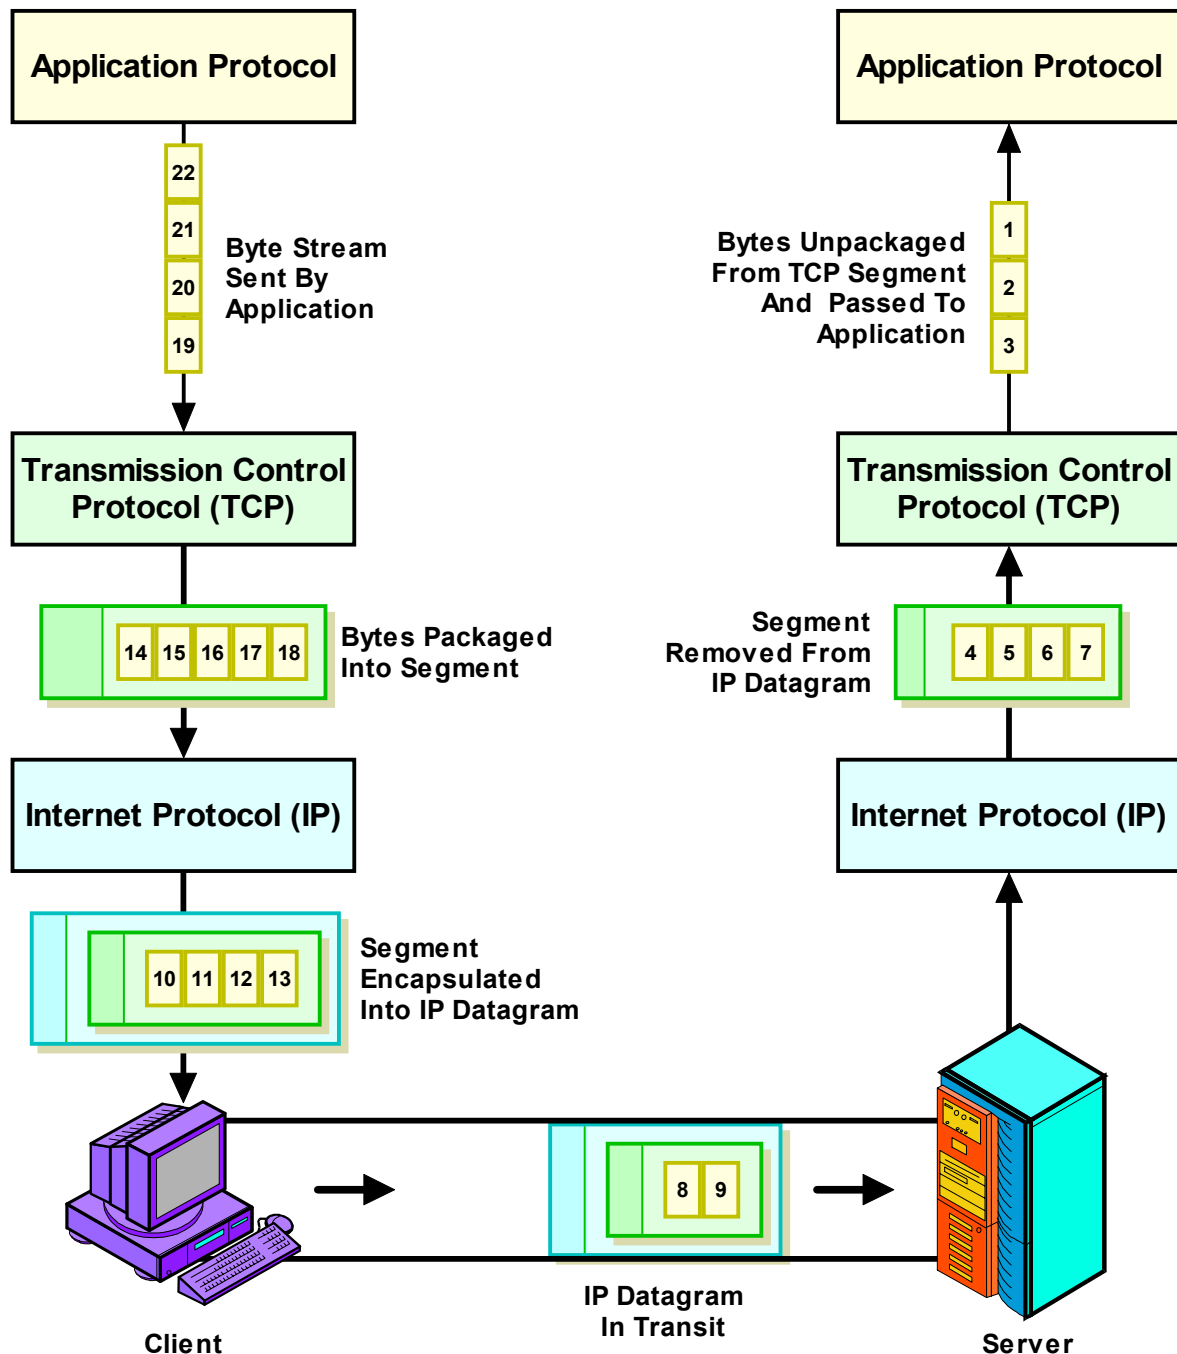 Application Protocol
22
21
20
19
Byte Stream
Sent By
Application
Transmission Control
Protocol (TCP)
14 15 16 17 18
Bytes Packaged
Into Segment
Internet Protocol (IP)
10 11 12 13
Segment
Encapsulated
Into IP Datagram
Client
8 9
IP Datagram
In Transit
Application Protocol
1
2
3
Bytes Unpackaged
From TCP Segment
And Passed To
Application
Transmission Control
Protocol (TCP)
Segment
Removed From
IP Datagram
4 5 6 7
Internet Protocol (IP)
Server